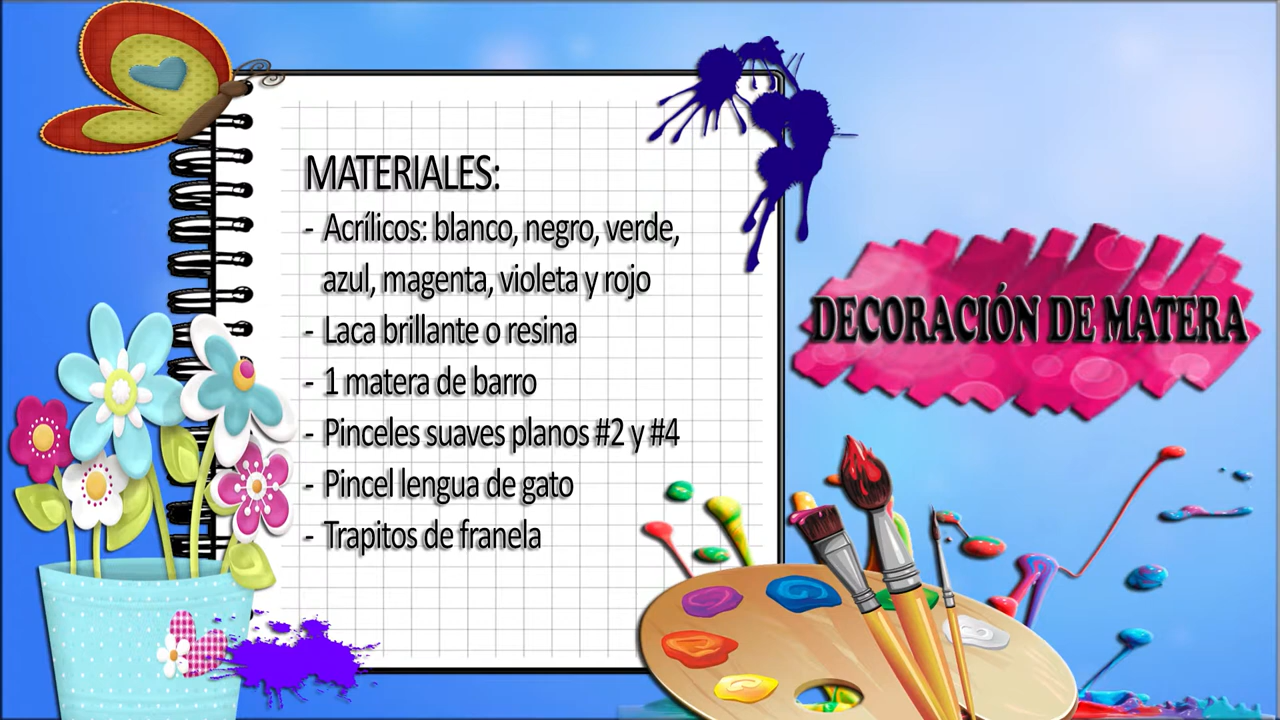 MATERIALES:
- Acrílicos: blanco, negro, verde,
azul, magenta, violeta y rojo
- Laca brillante o resina
- 1 matera de barro
- Pinceles suaves planos #2 y #4
- Pincel lengua de gato
- Trapitos de franela
DECORACIÓN DE MATERA